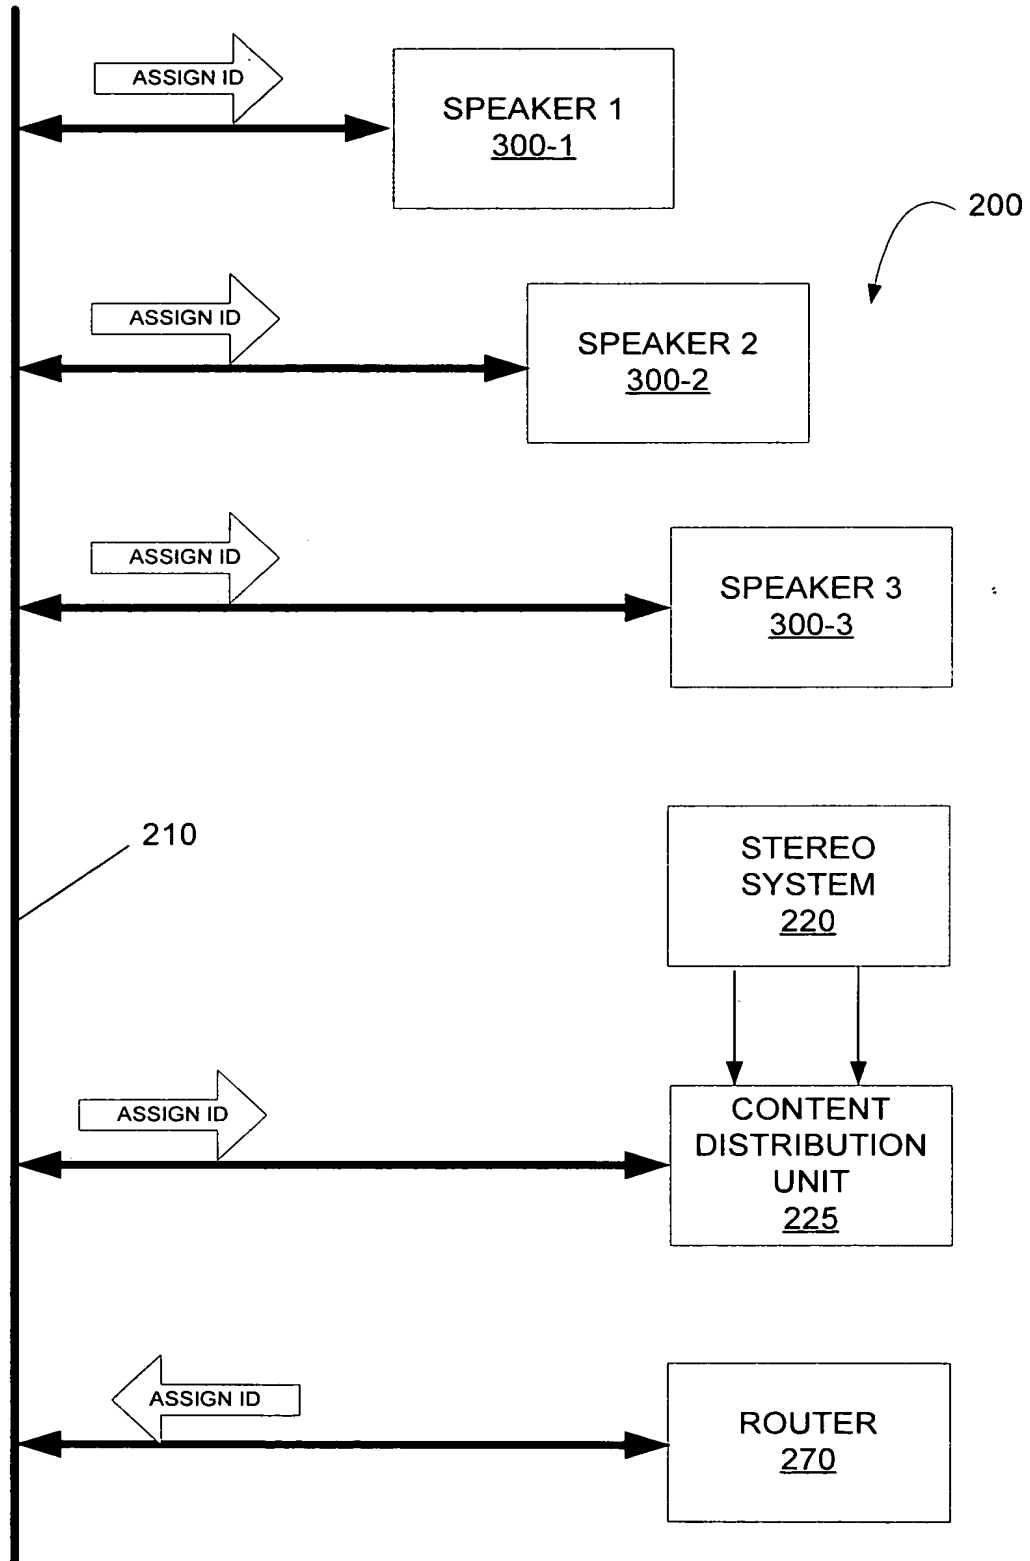 ASSIGN ID
SPEAKER 1
300-1
200
ASSIGN ID
SPEAKER 2
300-2
ASSIGN ID
SPEAKER 3
300-3
210
STEREO
SYSTEM
220
ASSIGN ID
CONTENT
DISTRIBUTION
UNIT
225
ASSIGN ID
ROUTER
270